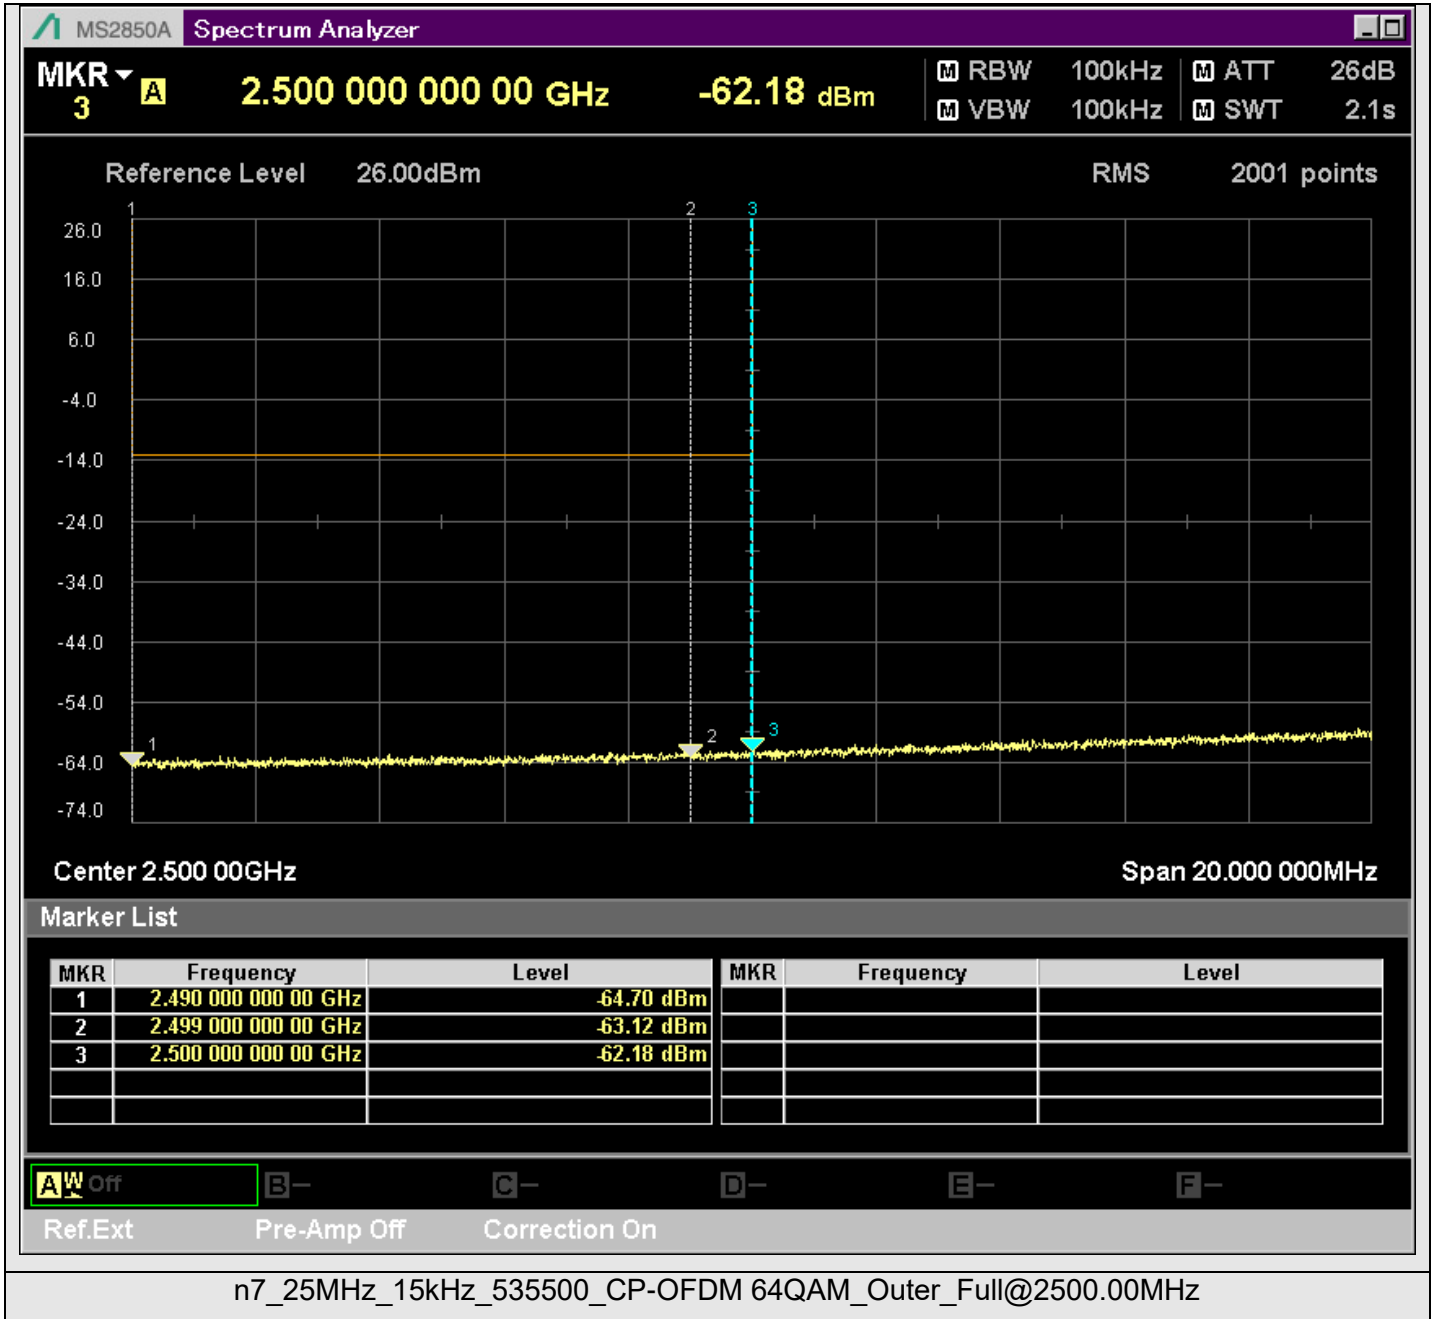 MS2850A Spectrum Analyzer
MKR A 2.500 000 000 00 GHz -62.18 dBm M RBW 100kHz M ATT 26dB
3 M VBW 100kHz M SWT 2.1s
Reference Level 26.00dBm RMS 2001 points
1 2 3
26.0
16.0
6.0
-4.0
-14.0
-24.0
-34.0
-44.0
-54.0
1 2 3
-64.0
-74.0
Center 2.500 00GHz Span 20.000 000MHz
Marker List
MKR Frequency Level MKR Frequency Level
1 2.490 000 000 00 GHz -64.70 dBm
2 2.499 000 000 00 GHz -63.12 dBm
3 2.500 000 000 00 GHz -62.18 dBm
A W Off B- C- D- E- F-
Ref.Ext Pre-Amp Off Correction On
n7_25MHz_15kHz_535500_CP-OFDM 64QAM_Outer_Full@2500.00MHz